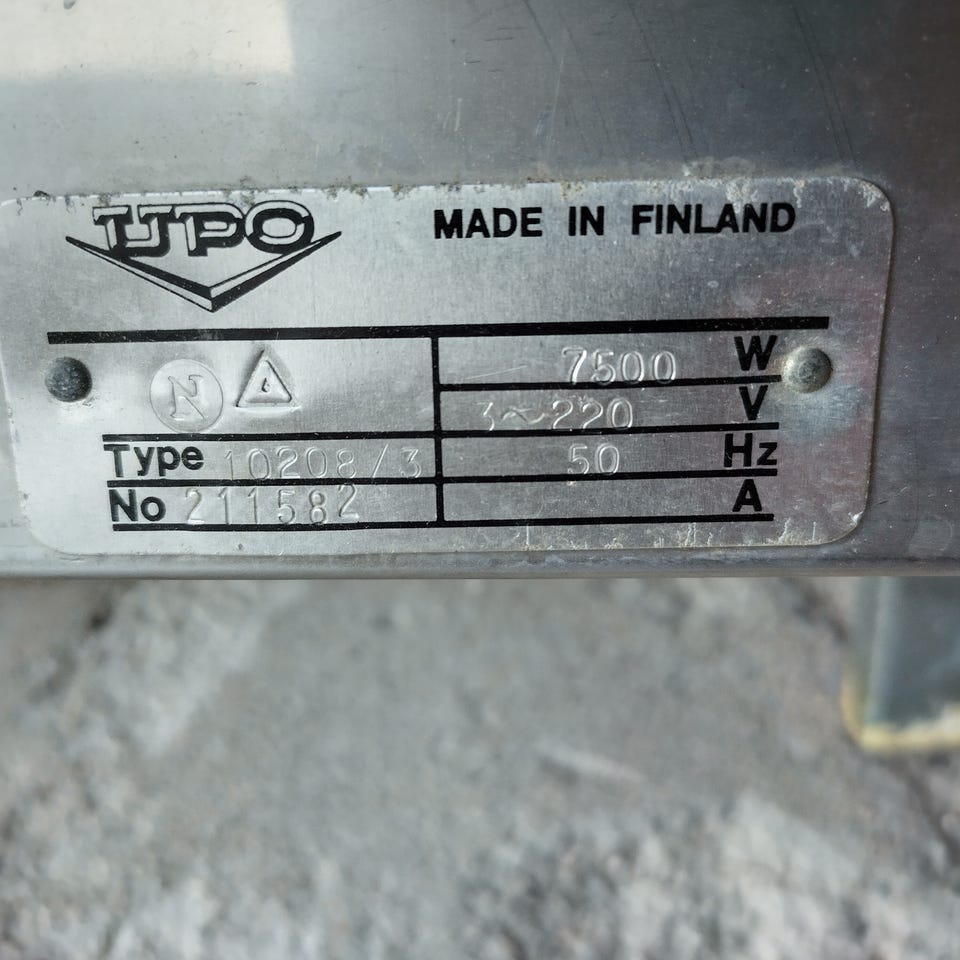 UPO MADE IN FINLAND
N
7500 W
3~220 V
Type 10208/3 50 Hz
No 211582 A